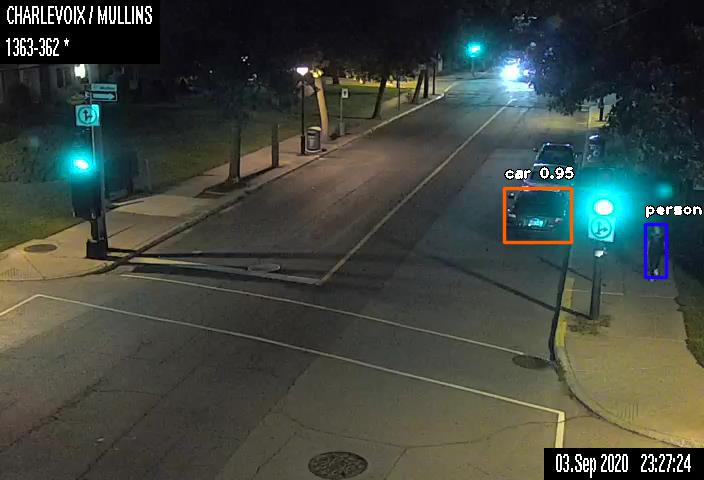 CHARLEVOIX / MULLINS
1363-362 *
car 0.95
person
03.Sep 2020 23:27:24